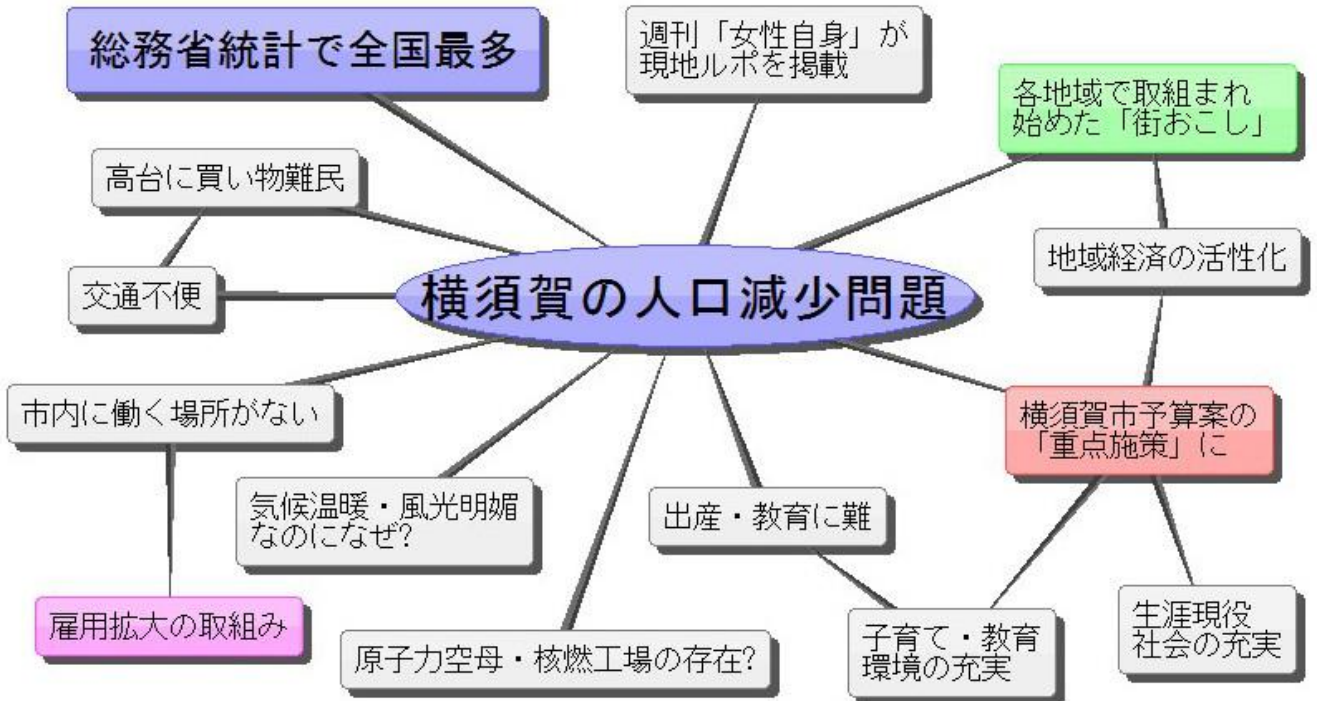 総務省統計で全国最多
週刊「女性自身」が
現地ルポを掲載
各地域で取組まれ
始めた「街おこし」
高台に買い物難民
地域経済の活性化
交通不便
横須賀の人口減少問題
市内に働く場所がない
横須賀市予算案の
「重点施策」に
気候温暖・風光明媚
なのになぜ?
出産・教育に難
雇用拡大の取組み
原子力空母・核燃工場の存在?
子育て・教育
環境の充実
生涯現役
社会の充実